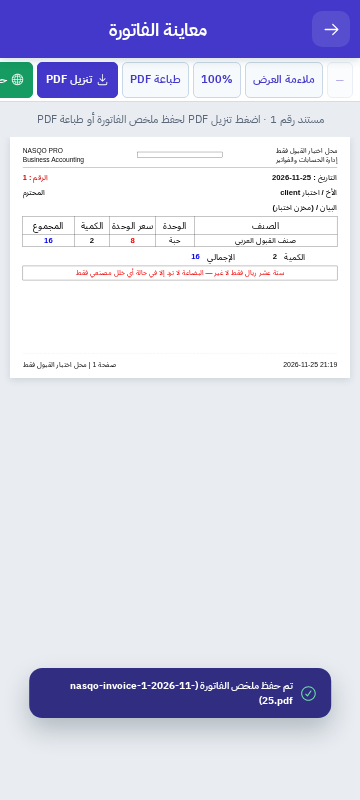 معاينة الفاتورة
ملاءمة العرض 100% طباعة PDF تنزيل PDF
مستند رقم 1 · اضغط تنزيل PDF لحفظ ملخص الفاتورة أو طباعة PDF
محل اختبار القبول فقط NASQO PRO
إدارة الحسابات والفواتير Business Accounting
التاريخ : 2026-11-25 الرقم : 1
الأخ / اختبار client المحترم
البيان / (مخزن اختبار)
الصنف الوحدة سعر الوحدة الكمية المجموع
صنف القبول العربي حبة 8 2 16
الكمية 2 الإجمالي 16
ستة عشر ريال فقط لا غير — البضاعة لا ترد إلا في حالة أي خلل مصنعي فقط
2026-11-25 21:19 صفحة 1 | محل اختبار القبول فقط
تم حفظ ملخص الفاتورة (nasqo-invoice-1-2026-11-
25.pdf)